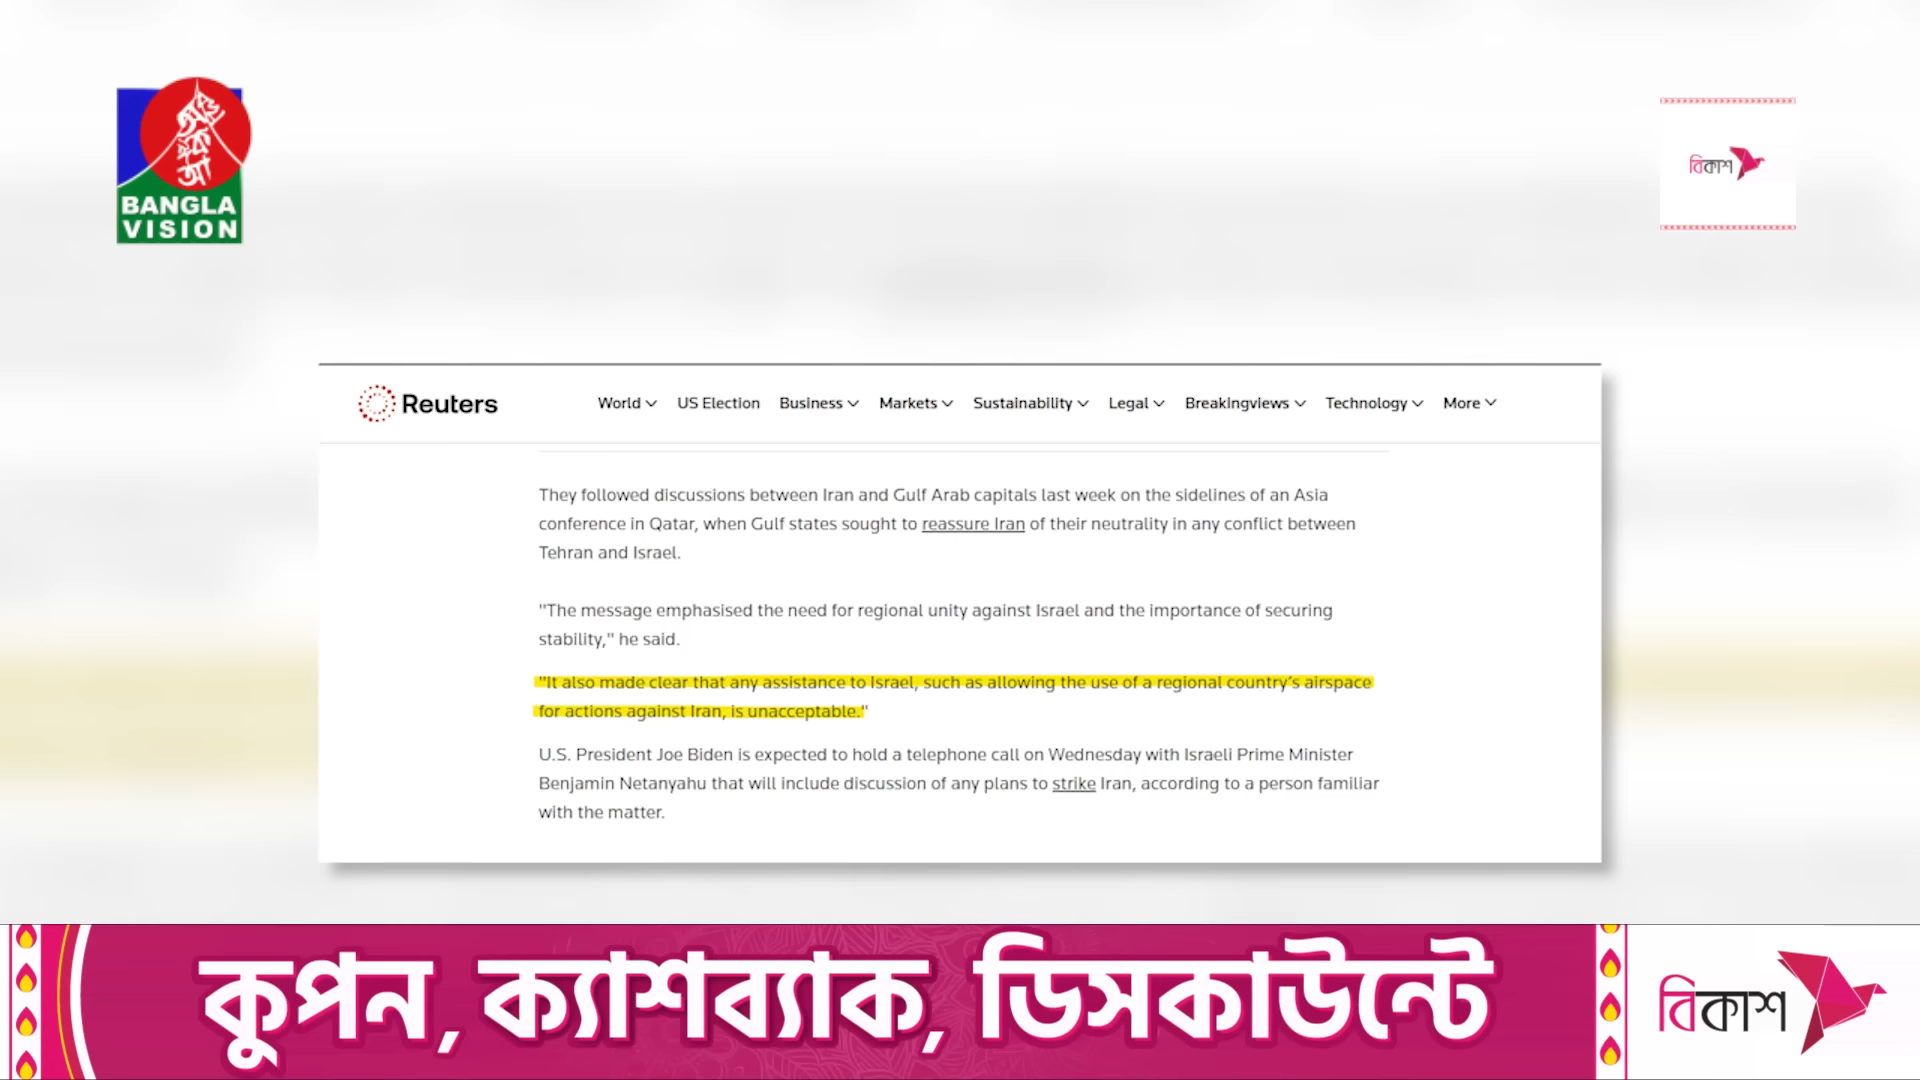 BANGLA
VISION
বিকাশ
Reuters
World US Election Business Markets Sustainability Legal Breakingviews Technology More
They followed discussions between Iran and Gulf Arab capitals last week on the sidelines of an Asia
conference in Qatar, when Gulf states sought to reassure Iran of their neutrality in any conflict between
Tehran and Israel.
"The message emphasised the need for regional unity against Israel and the importance of securing
stability," he said.
"It also made clear that any assistance to Israel, such as allowing the use of a regional country's airspace
for actions against Iran, is unacceptable."
U.S. President Joe Biden is expected to hold a telephone call on Wednesday with Israeli Prime Minister
Benjamin Netanyahu that will include discussion of any plans to strike Iran, according to a person familiar
with the matter.
কুপন, ক্যাশব্যাক, ডিসকাউন্টে
বিকাশ